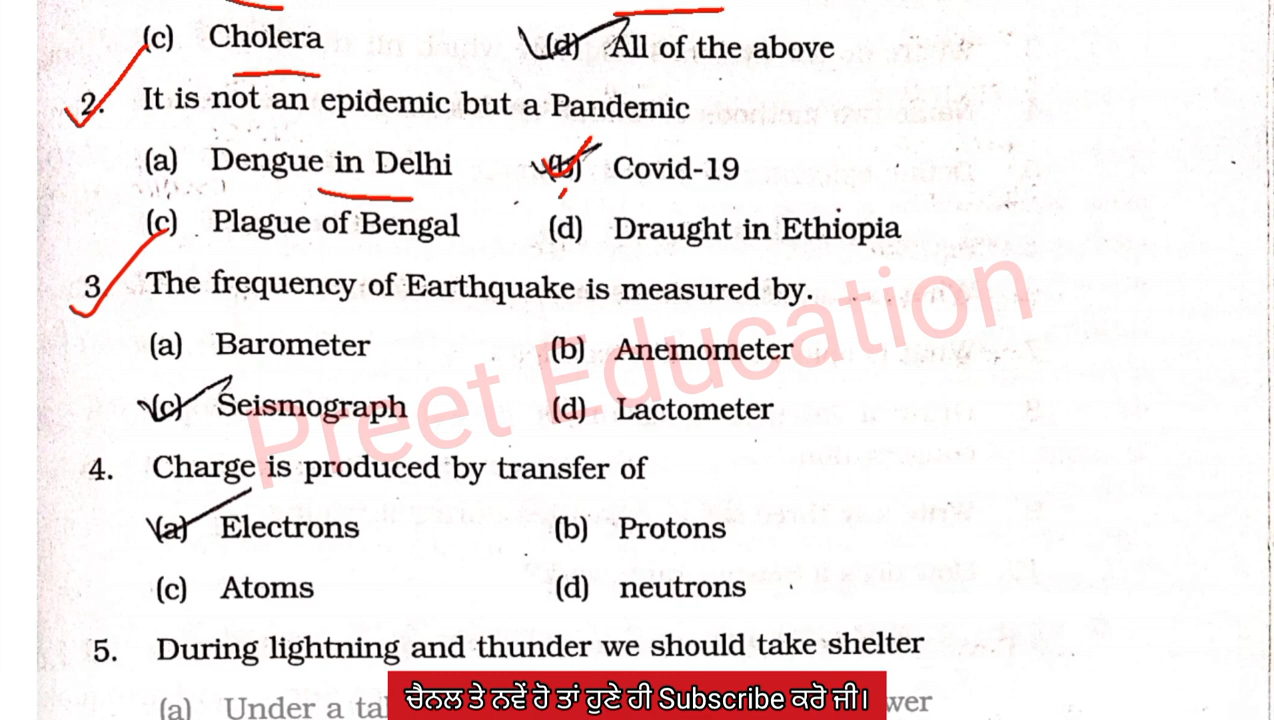 (c) Cholera (d) All of the above
2. It is not an epidemic but a Pandemic
(a) Dengue in Delhi (b) Covid-19
(c) Plague of Bengal (d) Draught in Ethiopia
3 The frequency of Earthquake is measured by.
(a) Barometer (b) Anemometer
(c) Seismograph (d) Lactometer
Preet Education
4. Charge is produced by transfer of
(a) Electrons (b) Protons
(c) Atoms (d) neutrons
5. During lightning and thunder we should take shelter
(a) Under a
ਚੈਨਲ ਤੇ ਨਵੇਂ ਹੋ ਤਾਂ ਹੁਣੇ ਹੀ Subscribe ਕਰੋ ਜੀ।